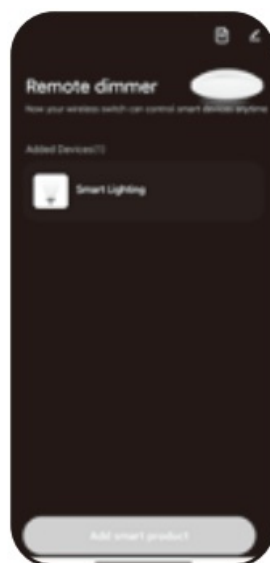 Remote dimmer
Now your wireless switch can control smart devices anytime
Added Devices(1)
Smart Lighting
Add smart product